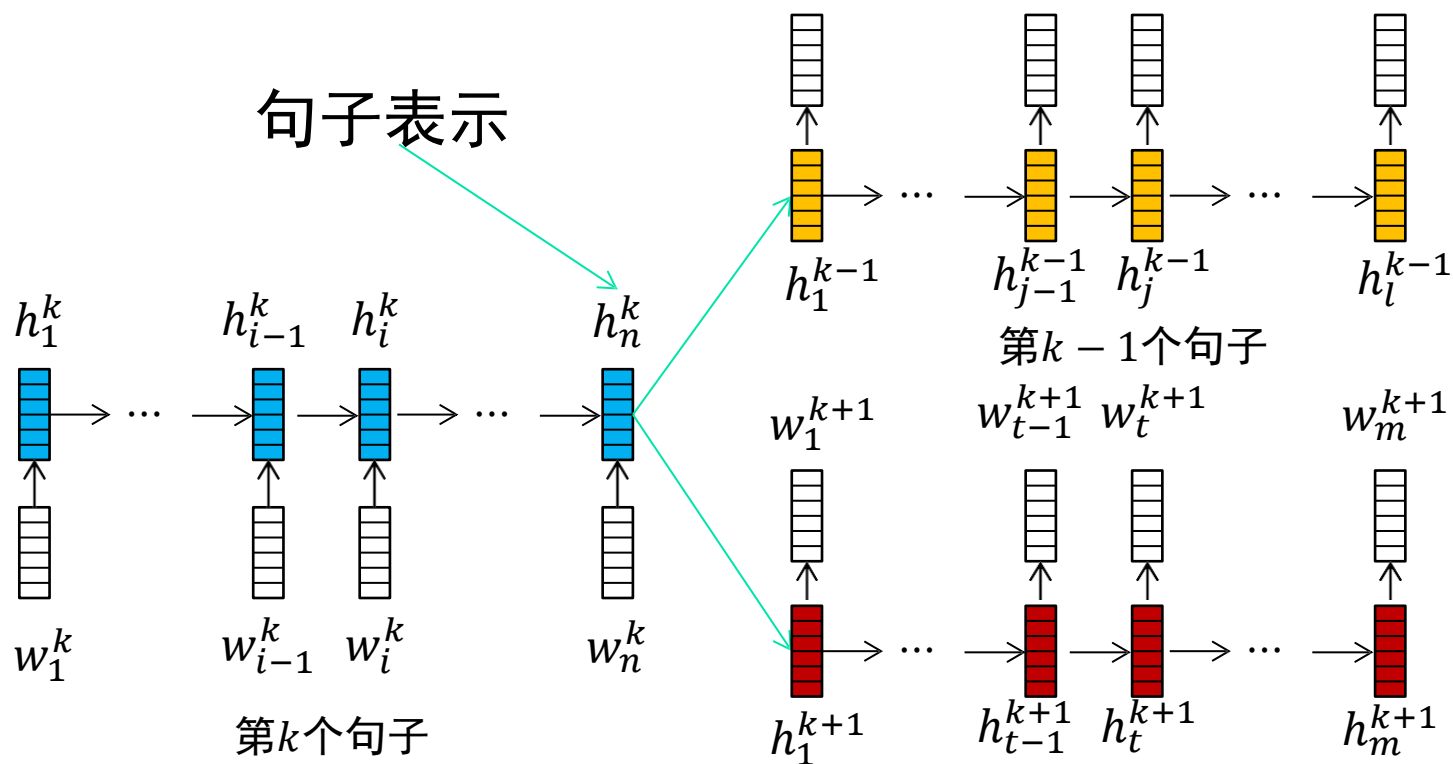 句子表示
$h_1^k$ $h_{i-1}^k$ $h_i^k$ $h_n^k$
... ...
$w_1^k$ $w_{i-1}^k$ $w_i^k$ $w_n^k$
第$k$个句子
... ...
$h_1^{k-1}$ $h_{j-1}^{k-1}$ $h_j^{k-1}$ $h_l^{k-1}$
第$k-1$个句子
$w_1^{k+1}$ $w_{t-1}^{k+1}$ $w_t^{k+1}$ $w_m^{k+1}$
... ...
$h_1^{k+1}$ $h_{t-1}^{k+1}$ $h_t^{k+1}$ $h_m^{k+1}$